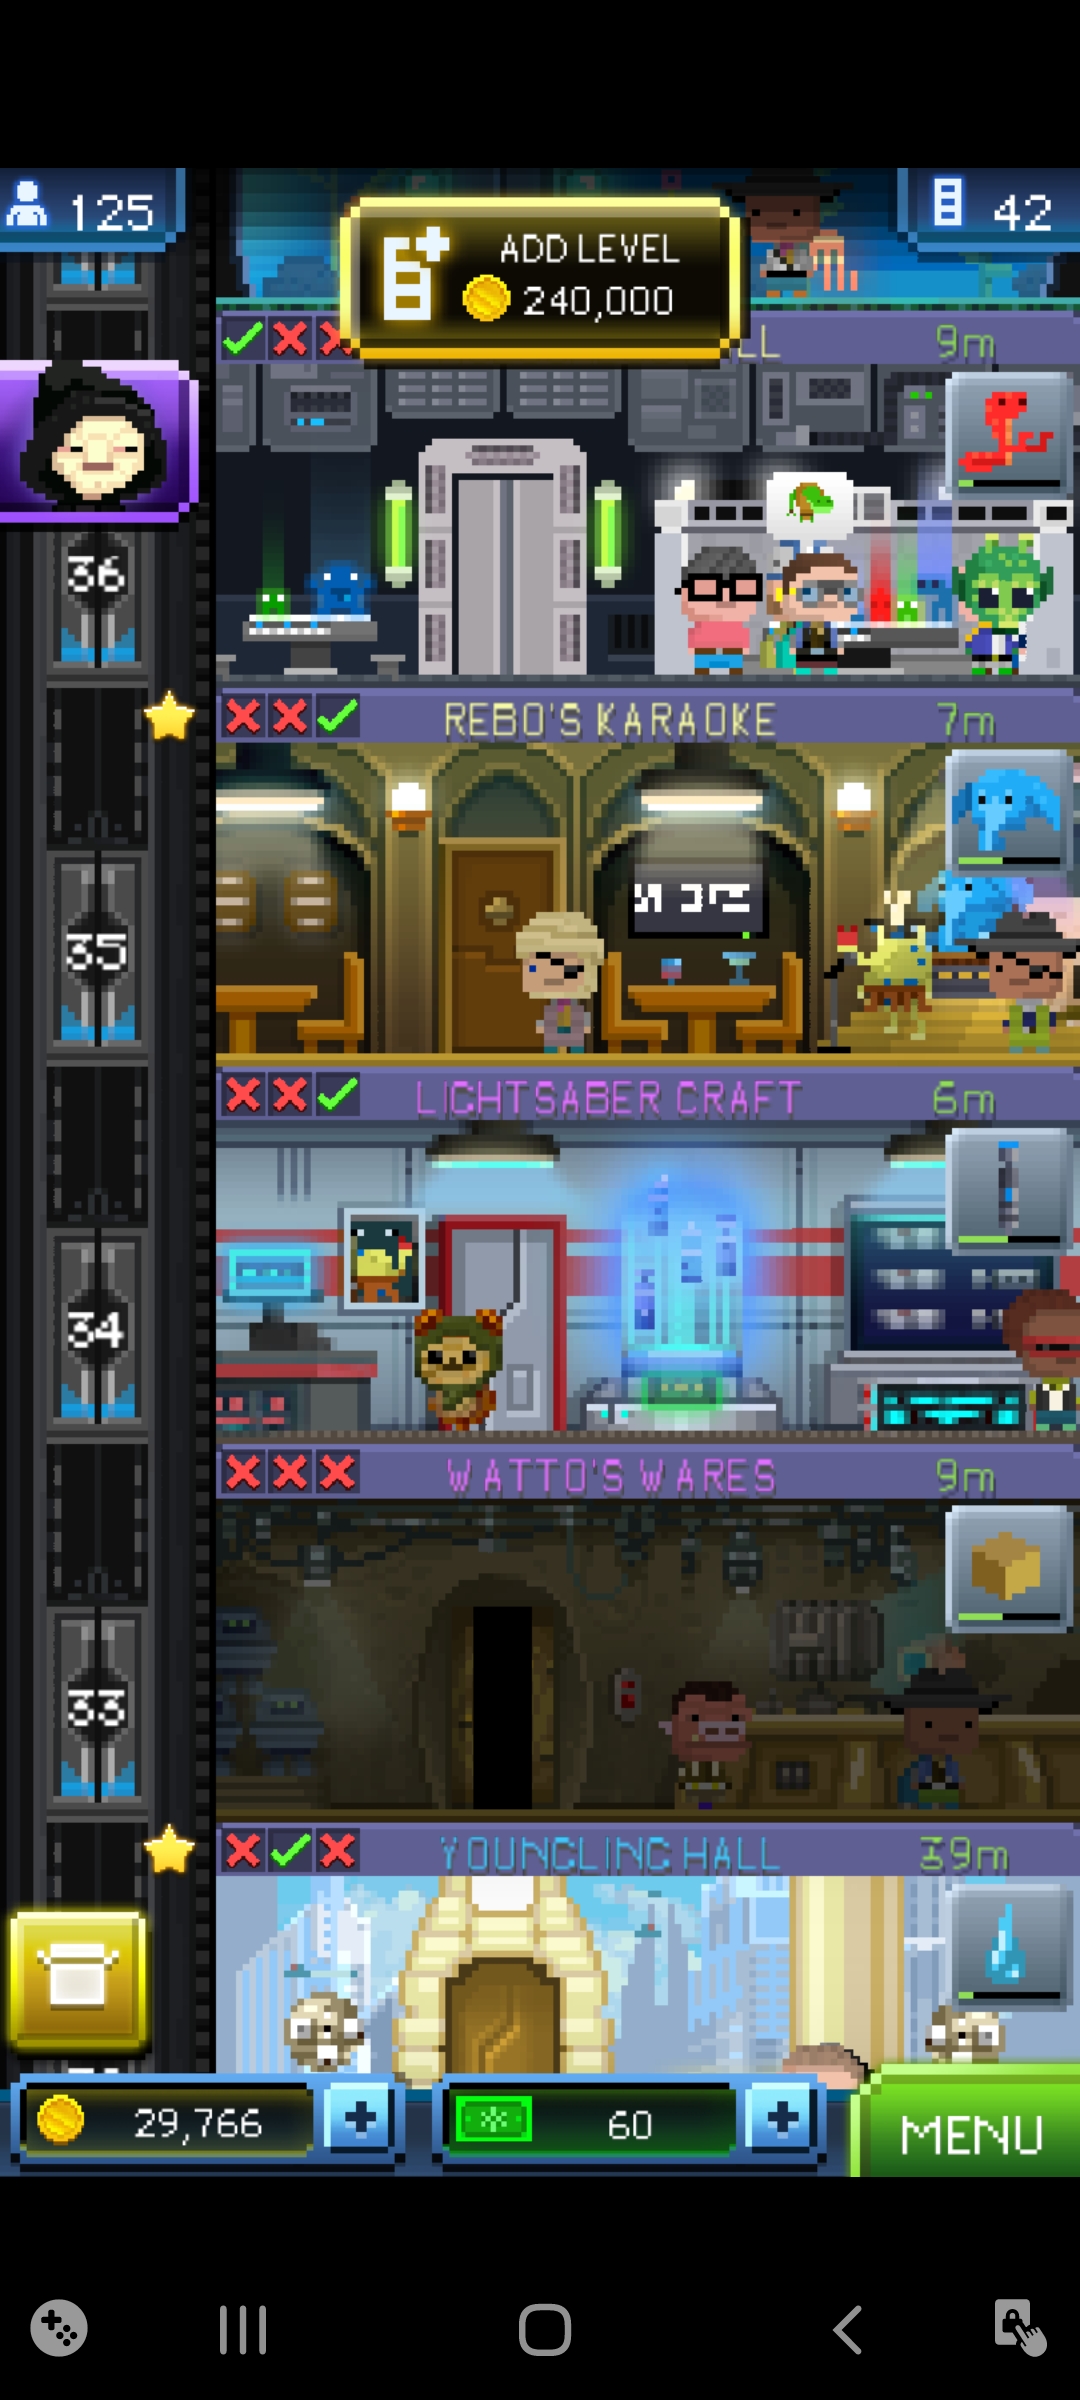 125
ADD LEVEL
240,000
42
LL
9m
36
REBO'S KARAOKE
7m
35
LIGHTSABER CRAFT
6m
34
WATTO'S WARES
9m
33
YOUNGLING HALL
29,766
60
MENU